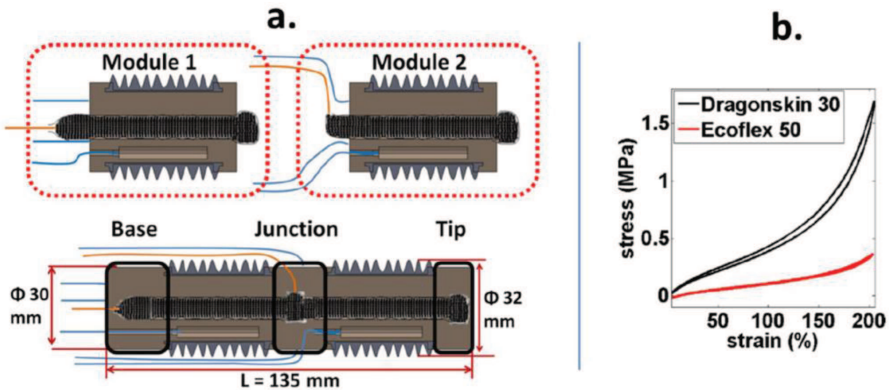 a.
Module 1
Module 2
Base
Junction
Tip
Φ 30
mm
Φ 32
mm
L = 135 mm
b.
Dragonskin 30
Ecoflex 50
stress (MPa)
1.5
1
0.5
0
50
100
150
200
strain (%)